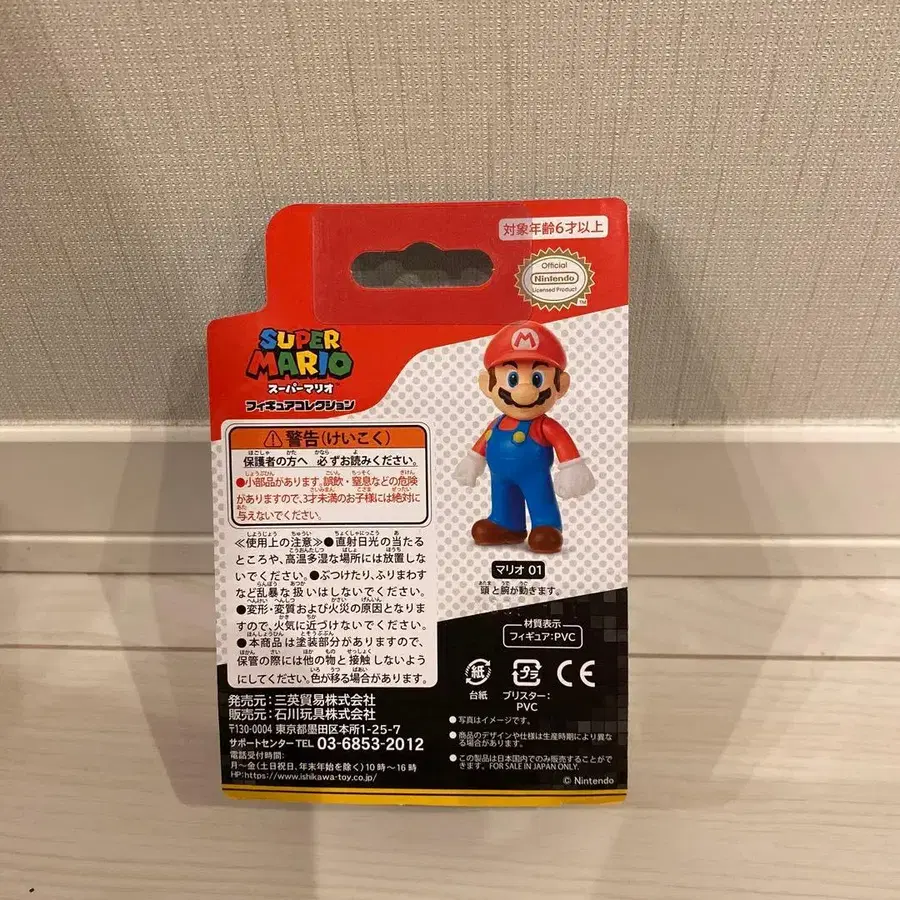 対象年齢6才以上
Official
Nintendo
Licensed Product
TM
SUPER
MARIO
スーパーマリオ
フィギュアコレクション
M
警告(けいこく)
保護者の方へ 必ずお読みください。
●小部品があります。誤飲・窒息などの危険
がありますので、3才未満のお子様には絶対に
与えないでください。
≪使用上の注意≫●直射日光の当たる
ところや、高温多湿な場所には放置しな
いでください。●ぶつけたり、ふりまわす
など乱暴な扱いはしないでください。
●変形・変質および火災の原因となりま
すので、火気に近づけないでください。
●本商品は塗装部分がありますので、
保管の際には他の物と接触しないように
にしてください。色が移る場合があります。
マリオ 01
頭と腕が動きます。
材質表示
フィギュア:PVC
紙
台紙
プラ
ブリスター:
PVC
CE
発売元:三英貿易株式会社
販売元:石川玩具株式会社
〒130-0004 東京都墨田区本所1-25-7
サポートセンター TEL 03-6853-2012
電話受付時間:
月〜金(土日祝日、年末年始を除く)10時〜16時
HP:https://www.ishikawa-toy.co.jp/
●写真はイメージです。
●商品のデザインや仕様は生産時期により異な
る場合があります。
●この製品は日本国内でのみ販売することがで
きます。FOR SALE IN JAPAN ONLY.
© Nintendo